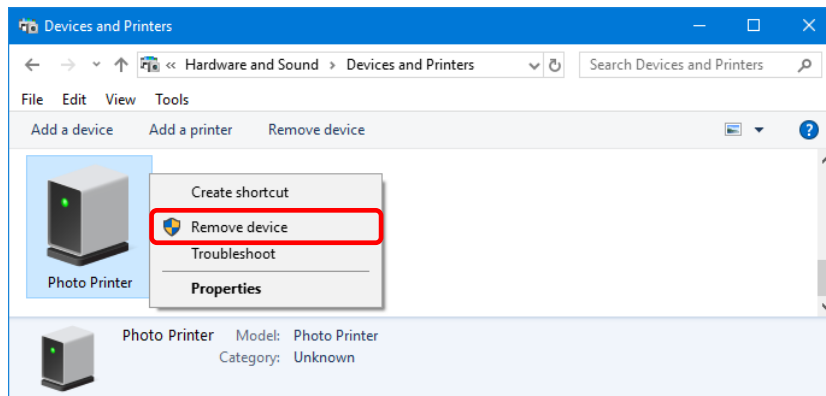 Devices and Printers
« Hardware and Sound › Devices and Printers
Search Devices and Printers
File Edit View Tools
Add a device Add a printer Remove device
?
Create shortcut
Remove device
Troubleshoot
Properties
Photo Printer
Photo Printer Model: Photo Printer
Category: Unknown